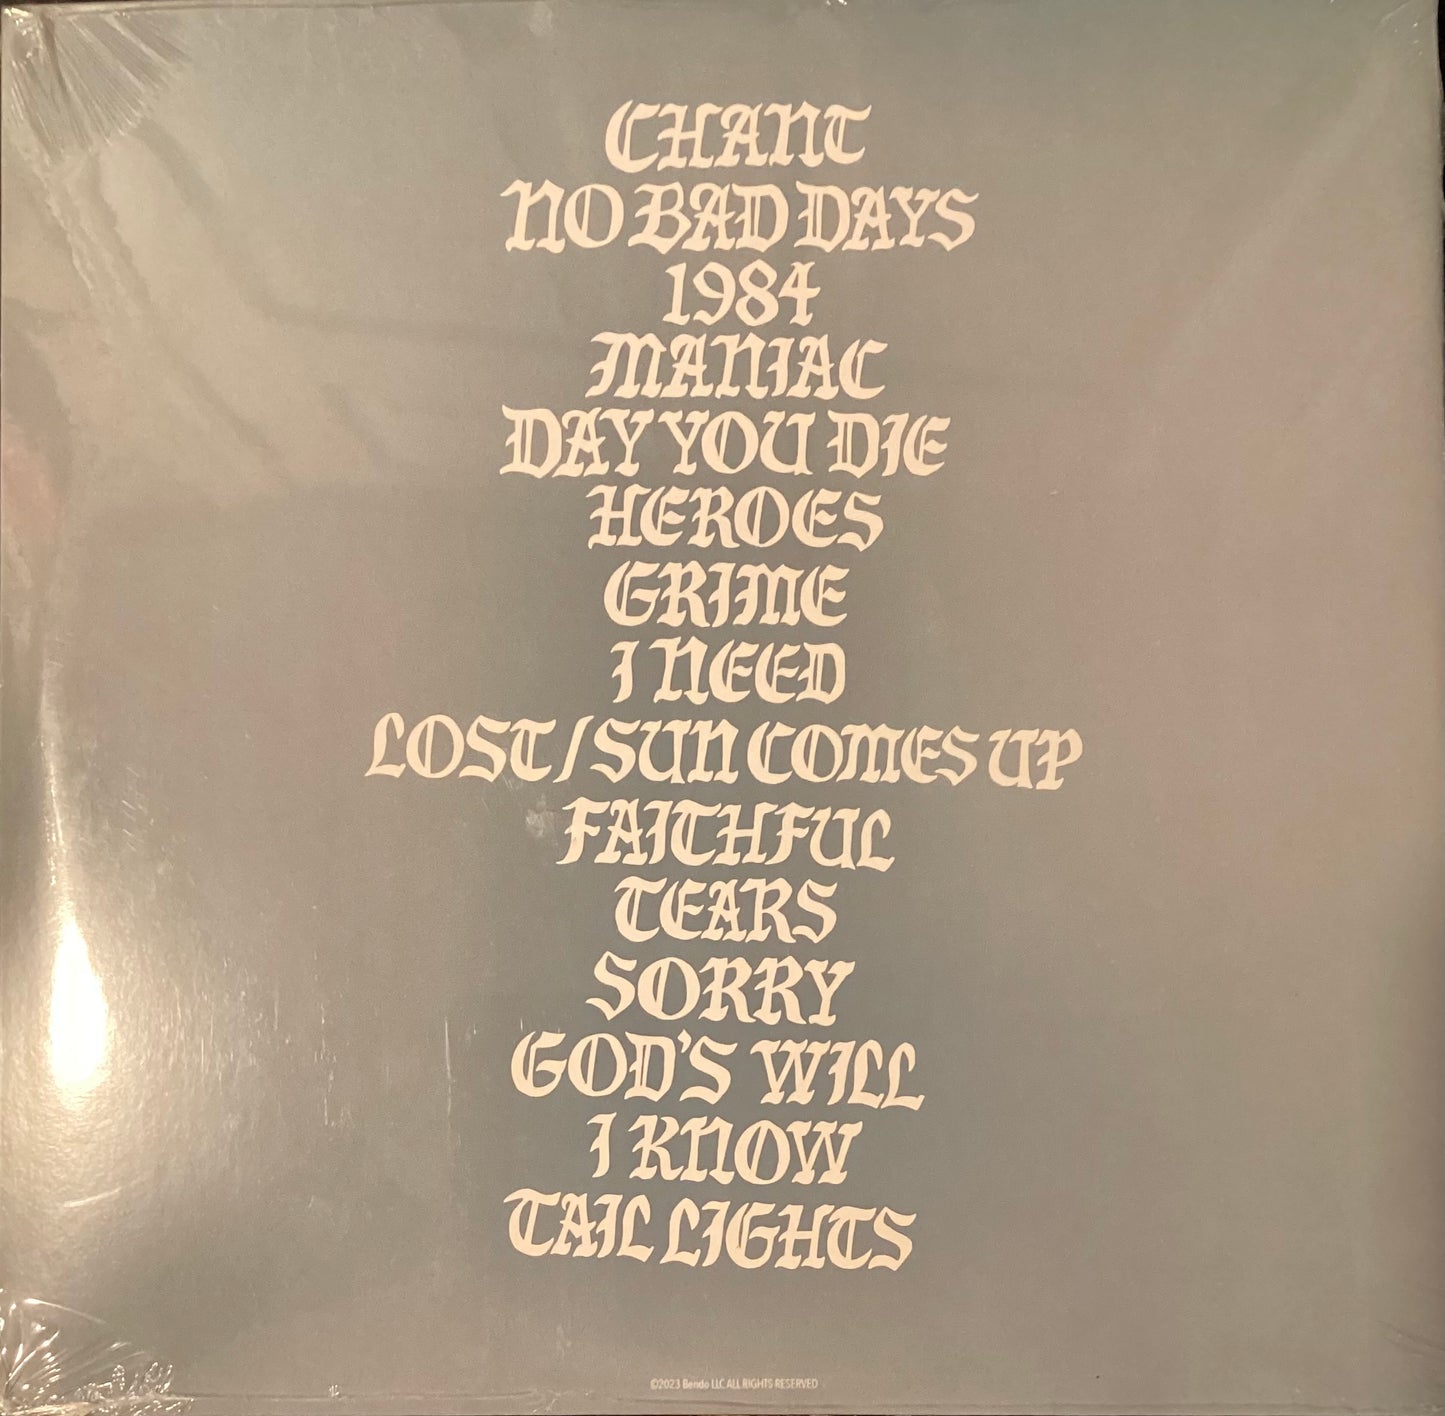 CHANT
NO BAD DAYS
1984
MANIAC
DAY YOU DIE
HEROES
GRIME
I NEED
LOST / SUN COMES UP
FAITHFUL
TEARS
SORRY
GOD'S WILL
I KNOW
TAIL LIGHTS
©2023 Bendo LLC ALL RIGHTS RESERVED